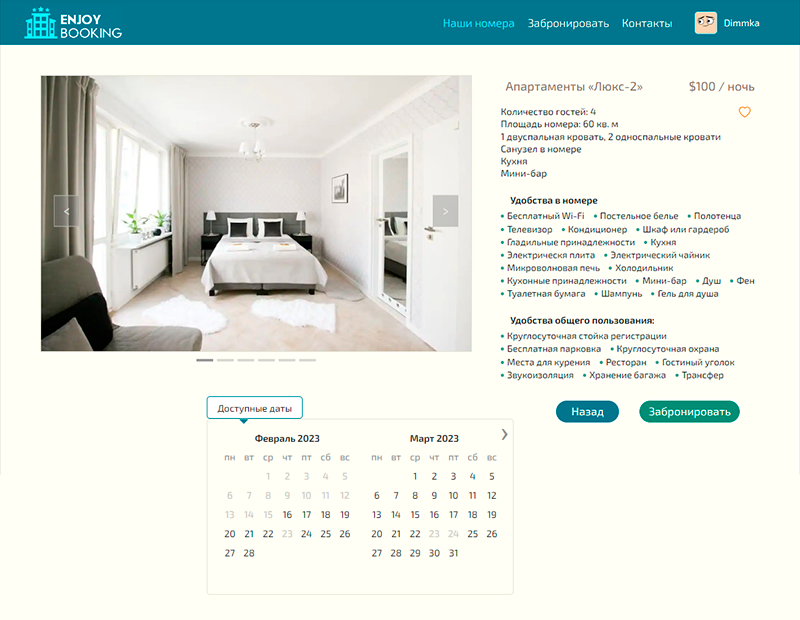 ENJOY
BOOKING
Наши номера Забронировать Контакты Dimmka
Апартаменты «Люкс-2» $100 / ночь
Количество гостей: 4
Площадь номера: 60 кв. м
1 двуспальная кровать, 2 односпальные кровати
Санузел в номере
Кухня
Мини-бар
Удобства в номере
• Бесплатный Wi-Fi • Постельное белье • Полотенца
• Телевизор • Кондиционер • Шкаф или гардероб
• Гладильные принадлежности • Кухня
• Электрическя плита • Электрический чайник
• Микроволновая печь • Холодильник
• Кухонные принадлежности • Мини-бар • Душ • Фен
• Туалетная бумага • Шампунь • Гель для душа
Удобства общего пользования:
• Круглосуточная стойка регистрации
• Бесплатная парковка • Круглосуточная охрана
• Места для курения • Ресторан • Гостиный уголок
• Звукоизоляция • Хранение багажа • Трансфер
Назад Забронировать
Доступные даты
Февраль 2023
пн вт ср чт пт сб вс
1 2 3 4 5
6 7 8 9 10 11 12
13 14 15 16 17 18 19
20 21 22 23 24 25 26
27 28
Март 2023
пн вт ср чт пт сб вс
1 2 3 4 5
6 7 8 9 10 11 12
13 14 15 16 17 18 19
20 21 22 23 24 25 26
27 28 29 30 31